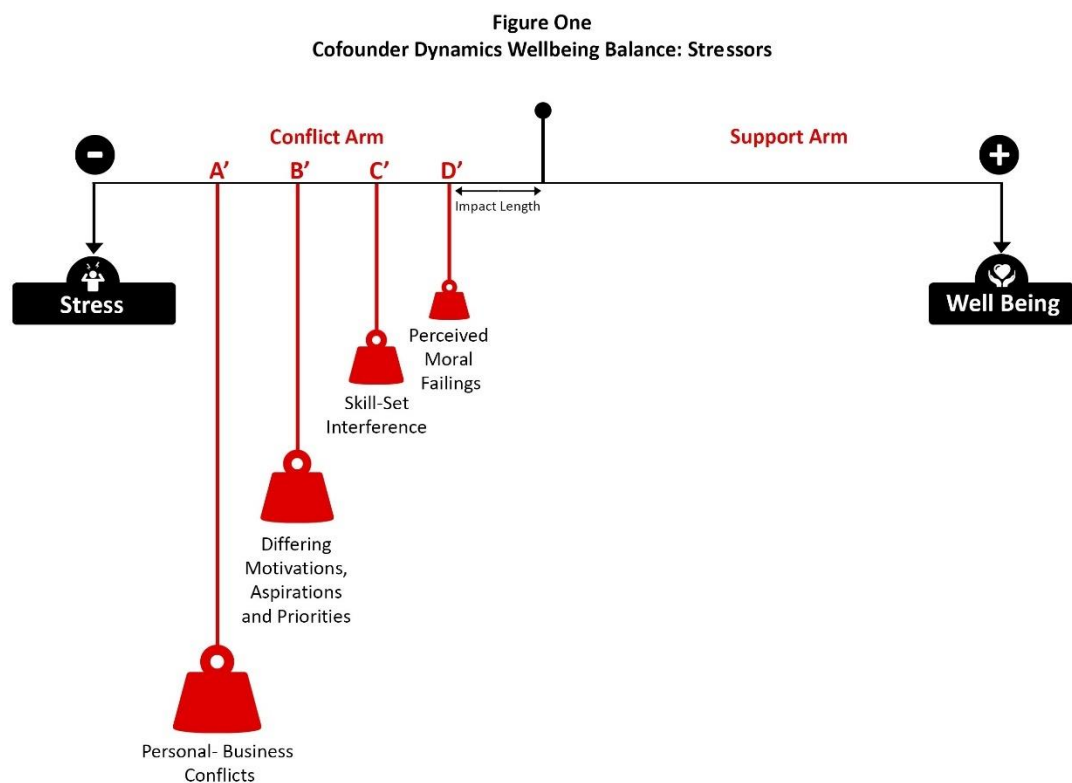 Figure One
Cofounder Dynamics Wellbeing Balance: Stressors
Conflict Arm
Support Arm
-
+
A’
B’
C’
D’
Impact Length
Stress
Well Being
Perceived
Moral
Failings
Skill-Set
Interference
Differing
Motivations,
Aspirations
and Priorities
Personal- Business
Conflicts